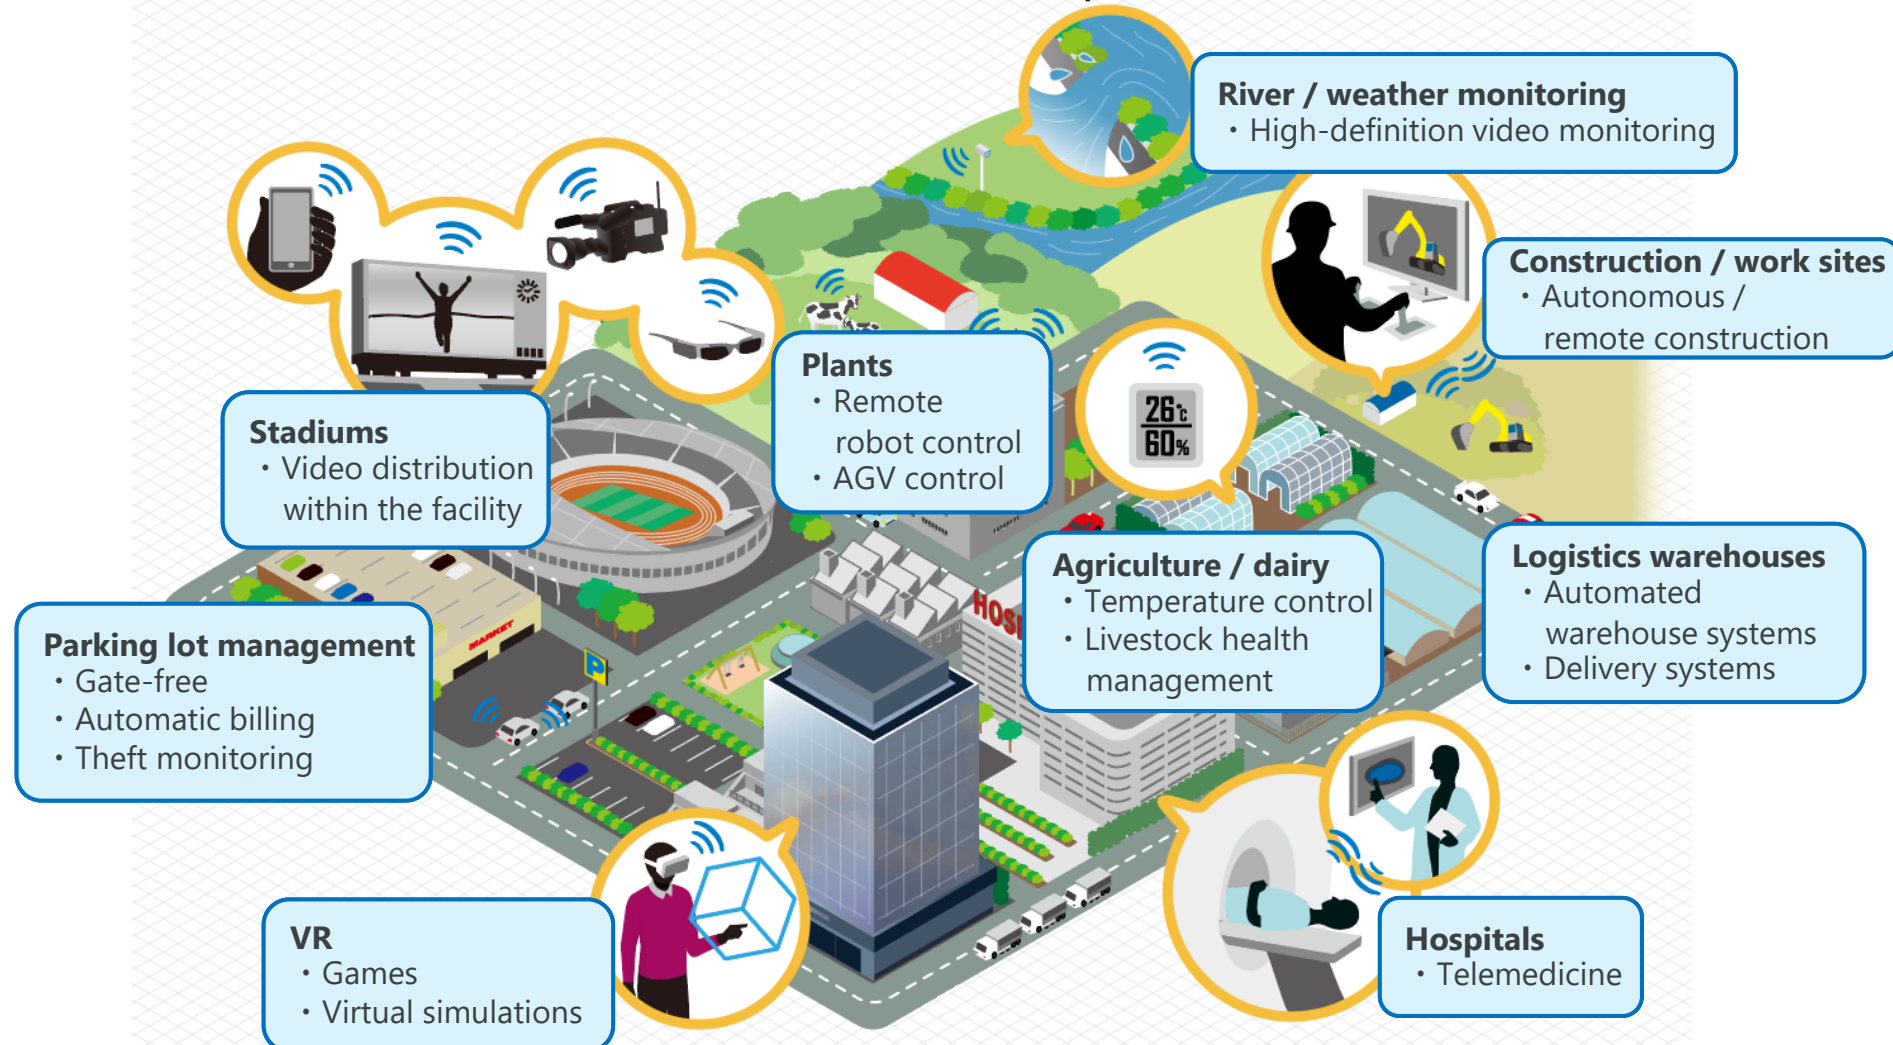 River / weather monitoring
・High-definition video monitoring
Construction / work sites
・Autonomous /
remote construction
Plants
・Remote
robot control
・AGV control
26℃
60%
Stadiums
・Video distribution
within the facility
Agriculture / dairy
・Temperature control
・Livestock health
management
Logistics warehouses
・Automated
warehouse systems
・Delivery systems
Parking lot management
・Gate-free
・Automatic billing
・Theft monitoring
MARKET
P
VR
・Games
・Virtual simulations
Hospitals
・Telemedicine